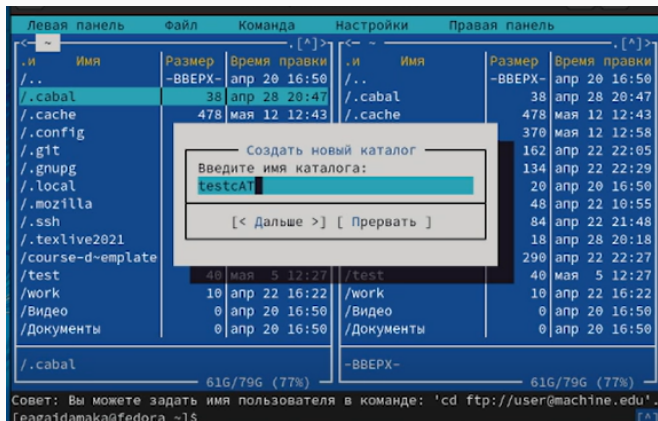 Левая панель Файл Команда Настройки Правая панель
<- ~ .[^]> <- ~ .[^]>
.и Имя Размер Время правки .и Имя Размер Время правки
/.. -ВВЕРХ- апр 20 16:50 /.. -ВВЕРХ- апр 20 16:50
/.cabal 38 апр 28 20:47 /.cabal 38 апр 28 20:47
/.cache 478 мая 12 12:43 /.cache 478 мая 12 12:43
/.config 370 мая 12 12:58
/.git Создать новый каталог 162 апр 22 22:05
/.gnupg Введите имя каталога: 134 апр 22 22:29
/.local testcAT 20 апр 20 16:50
/.mozilla 48 апр 22 10:55
/.ssh [< Дальше >] [ Прервать ] 84 апр 22 21:48
/.texlive2021 18 апр 28 20:18
/course-d~emplate 290 апр 22 22:27
/test 40 мая 5 12:27 /test 40 мая 5 12:27
/work 10 апр 22 16:22 /work 10 апр 22 16:22
/Видео 0 апр 20 16:50 /Видео 0 апр 20 16:50
/Документы 0 апр 20 16:50 /Документы 0 апр 20 16:50
/.cabal -ВВЕРХ-
61G/79G (77%) 61G/79G (77%)
Совет: Вы можете задать имя пользователя в команде: 'cd ftp://user@machine.edu'.
[eagajdamaka@fedora ~]$ [^]